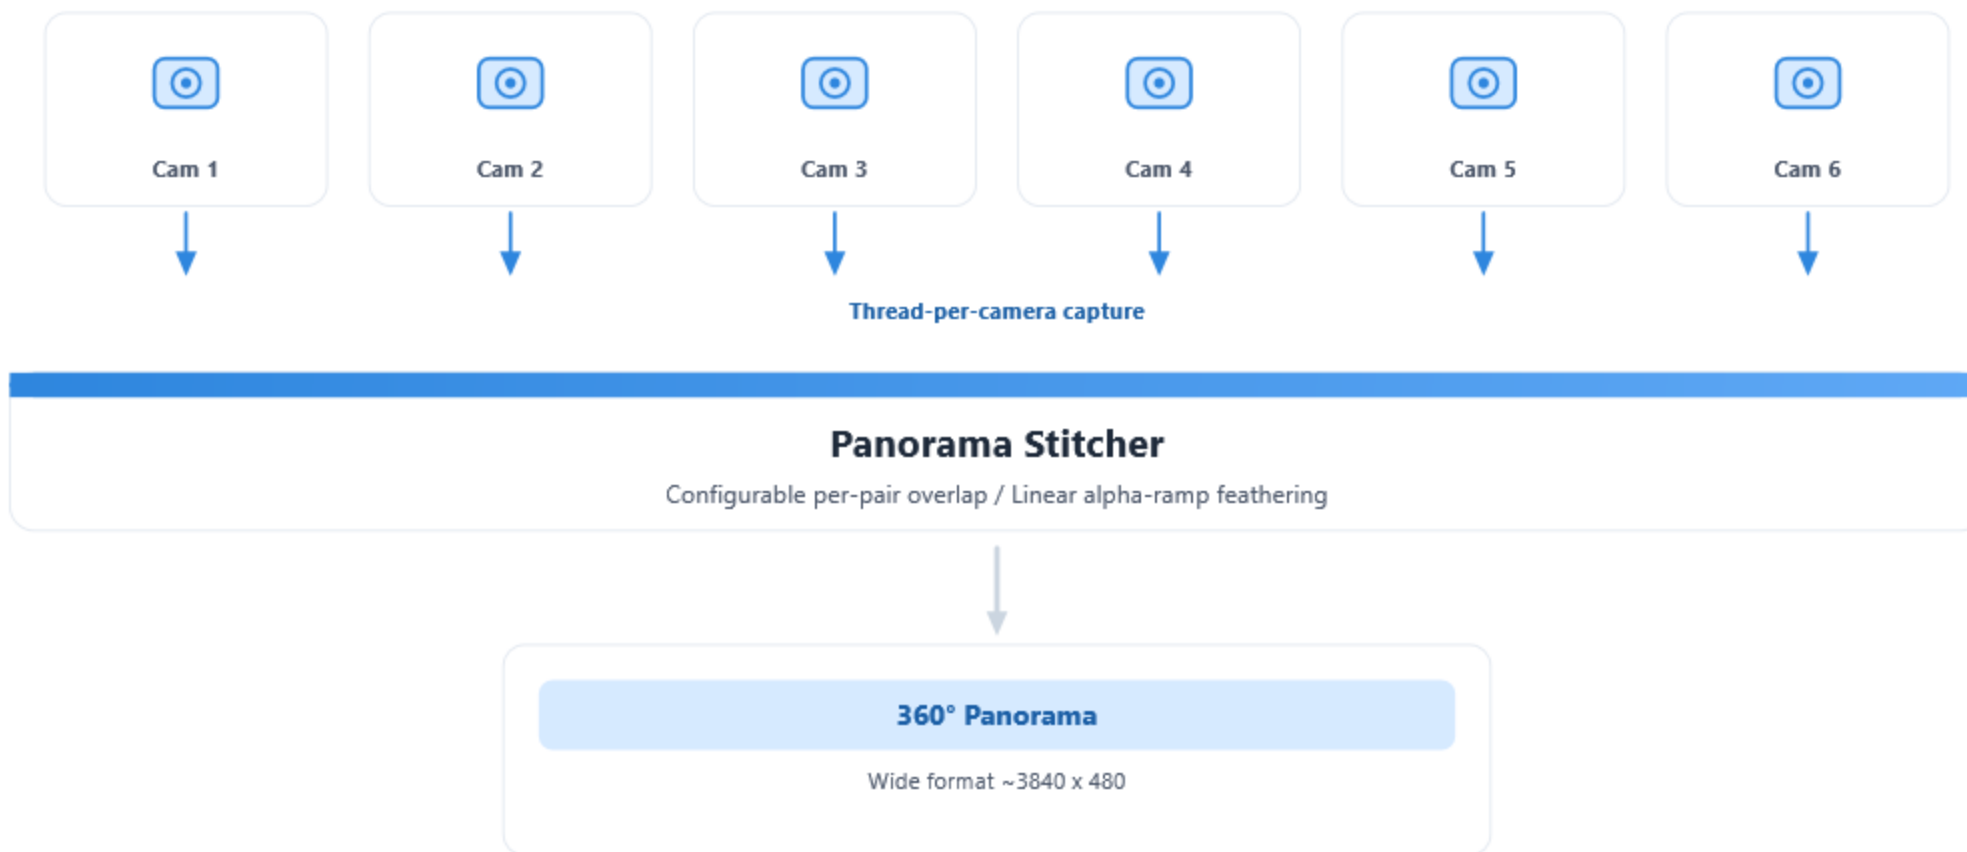 Cam 1
Cam 2
Cam 3
Cam 4
Cam 5
Cam 6
Thread-per-camera capture
Panorama Stitcher
Configurable per-pair overlap / Linear alpha-ramp feathering
360° Panorama
Wide format ~3840 x 480